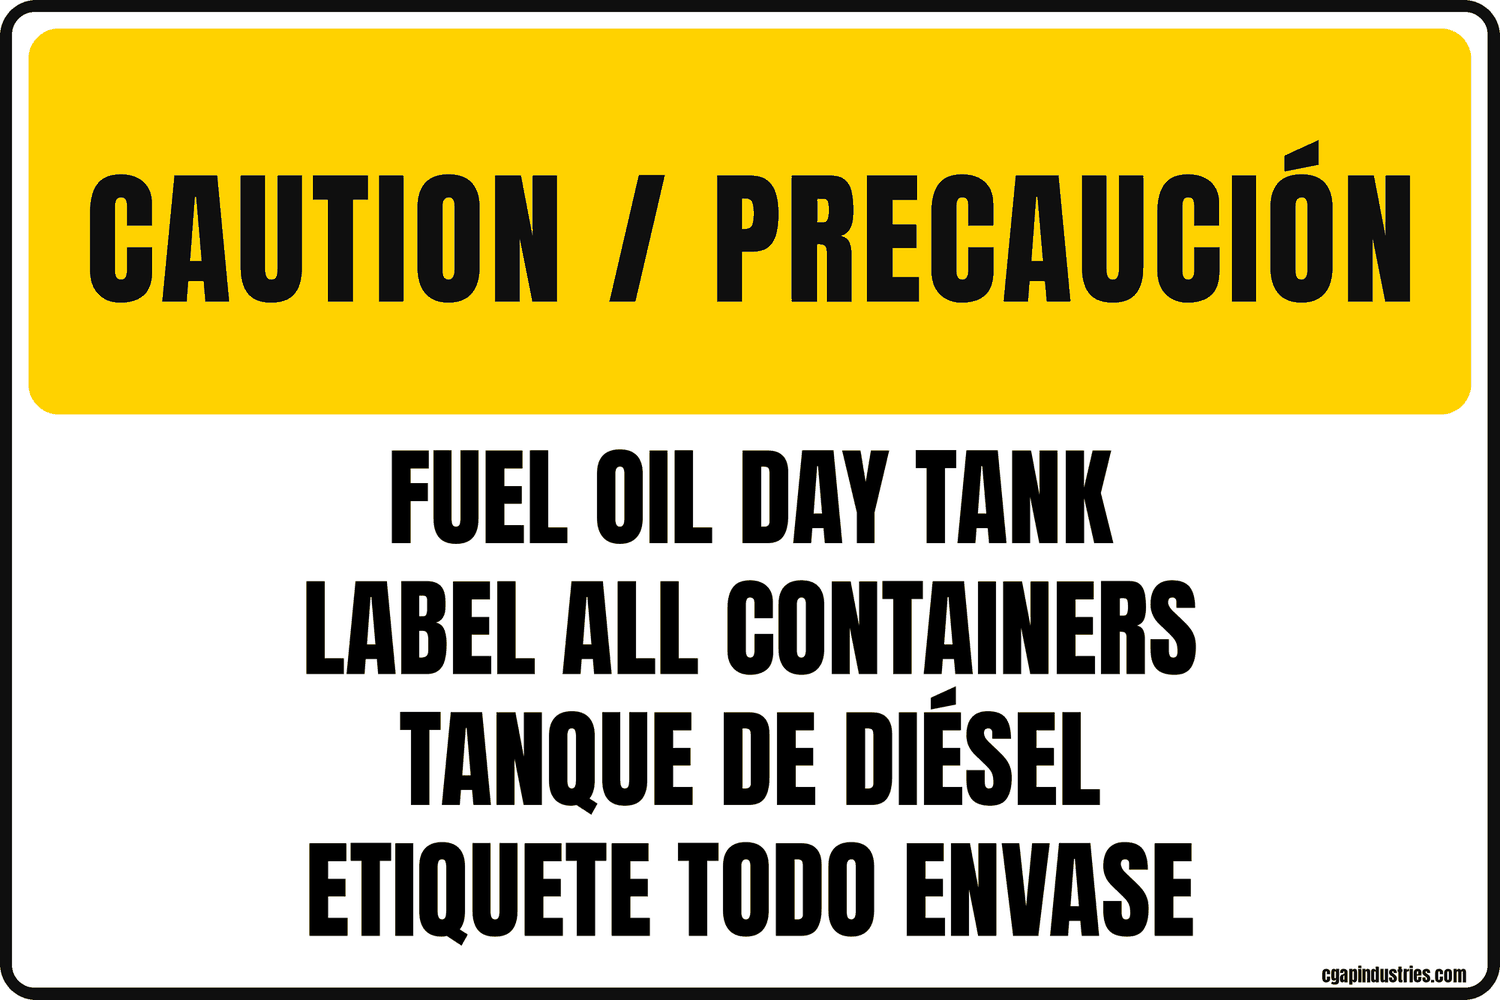 CAUTION / PRECAUCIÓN
FUEL OIL DAY TANK
LABEL ALL CONTAINERS
TANQUE DE DIÉSEL
ETIQUETE TODO ENVASE
cgapindustries.com